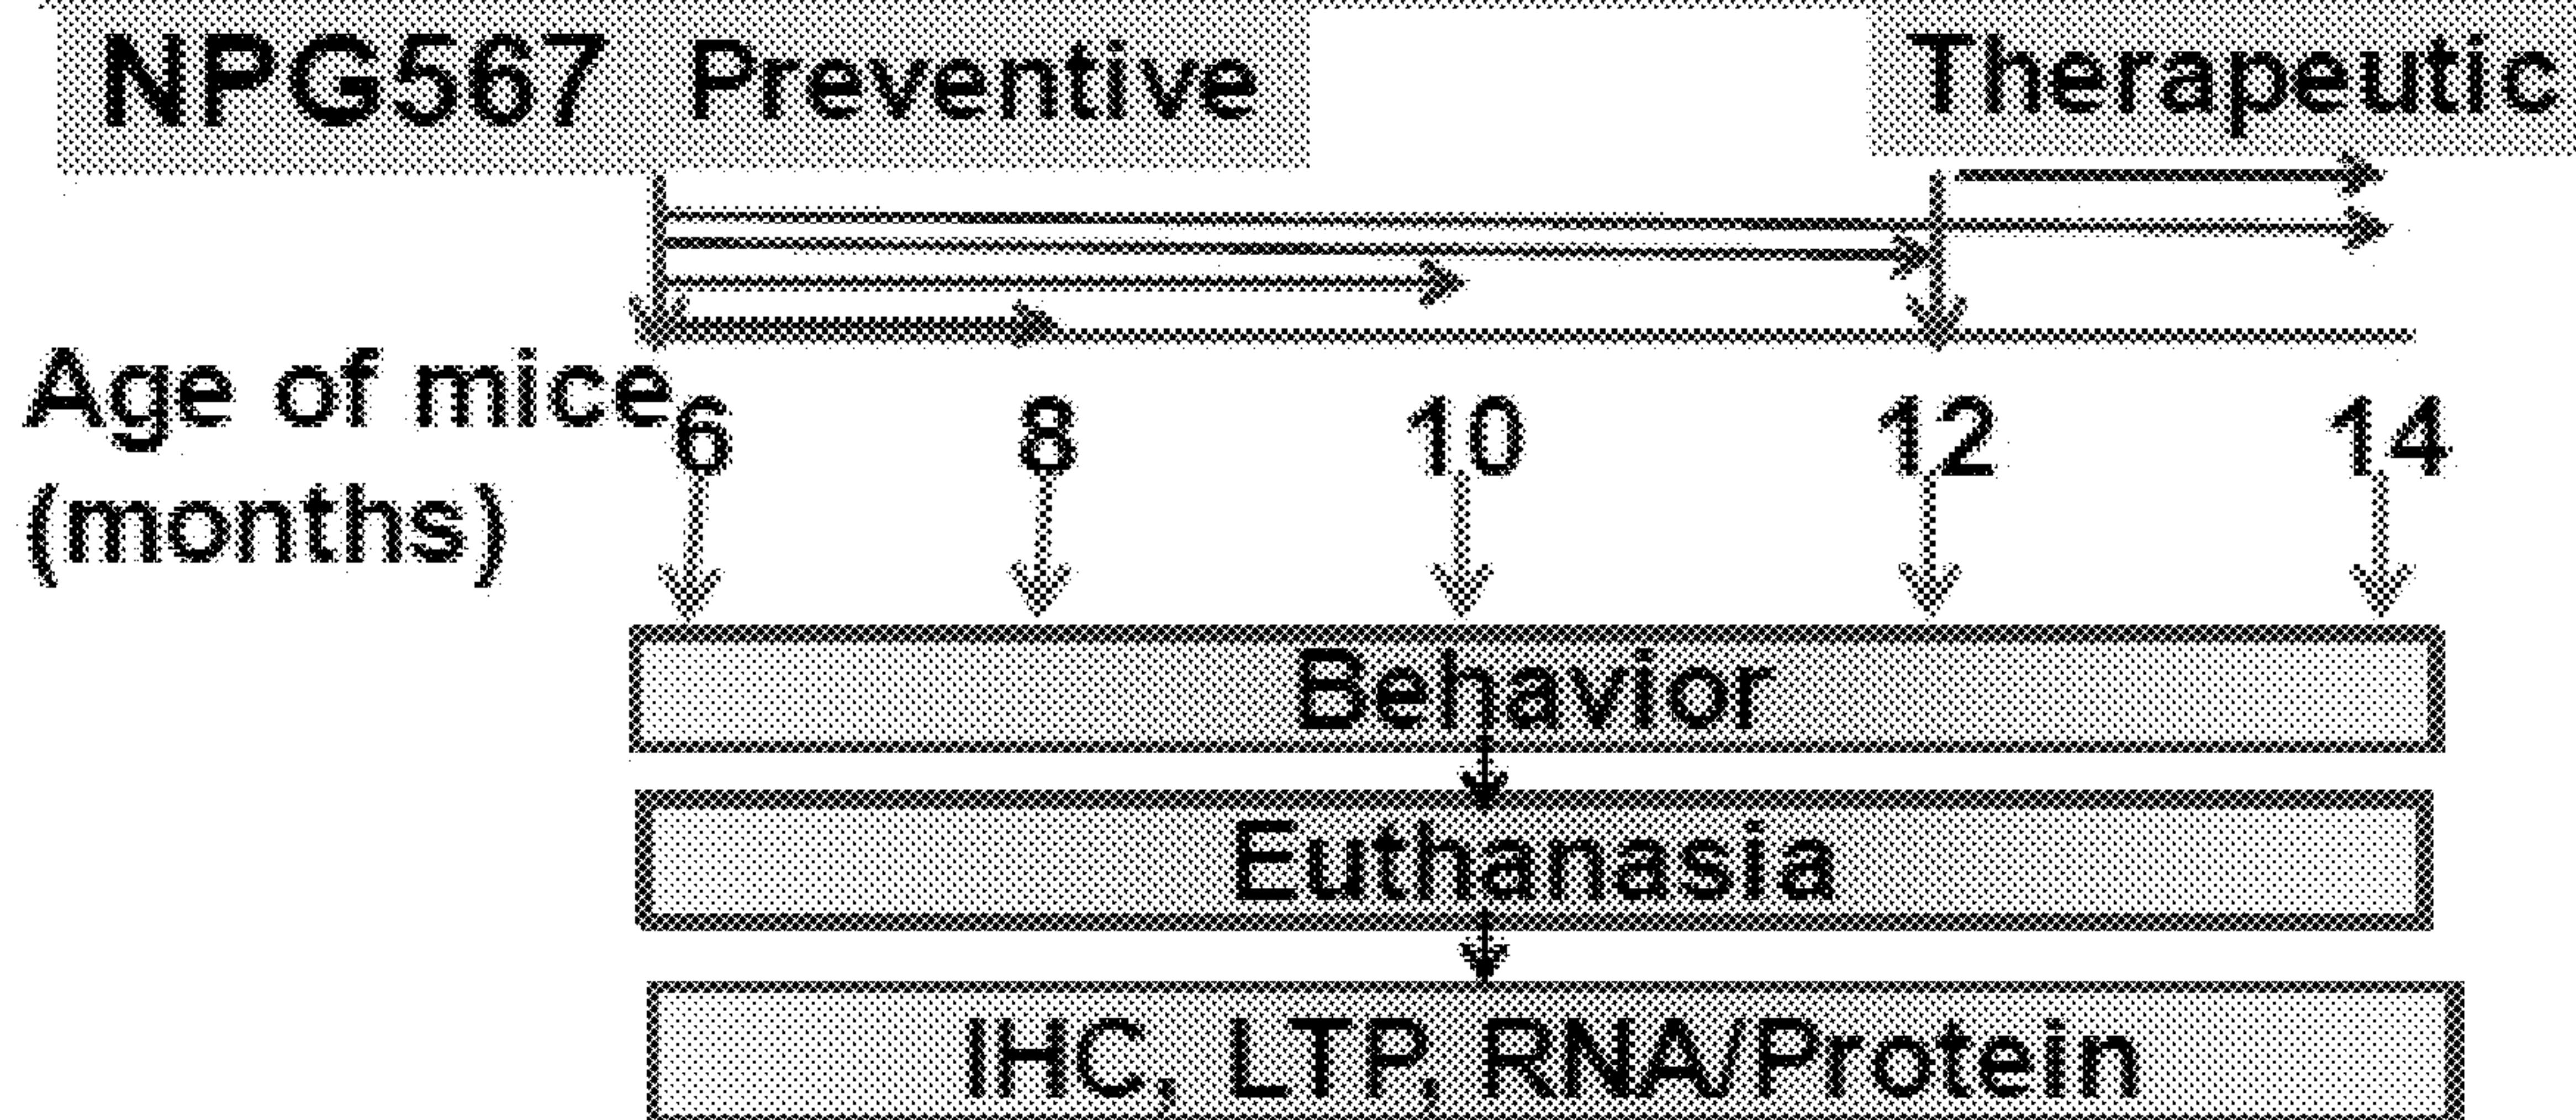 NPG567 Preventive
Therapeutic
Age of mice
(months)
6 8 10 12 14
Behavior
Euthanasia
IHC, LTP, RNA/Protein